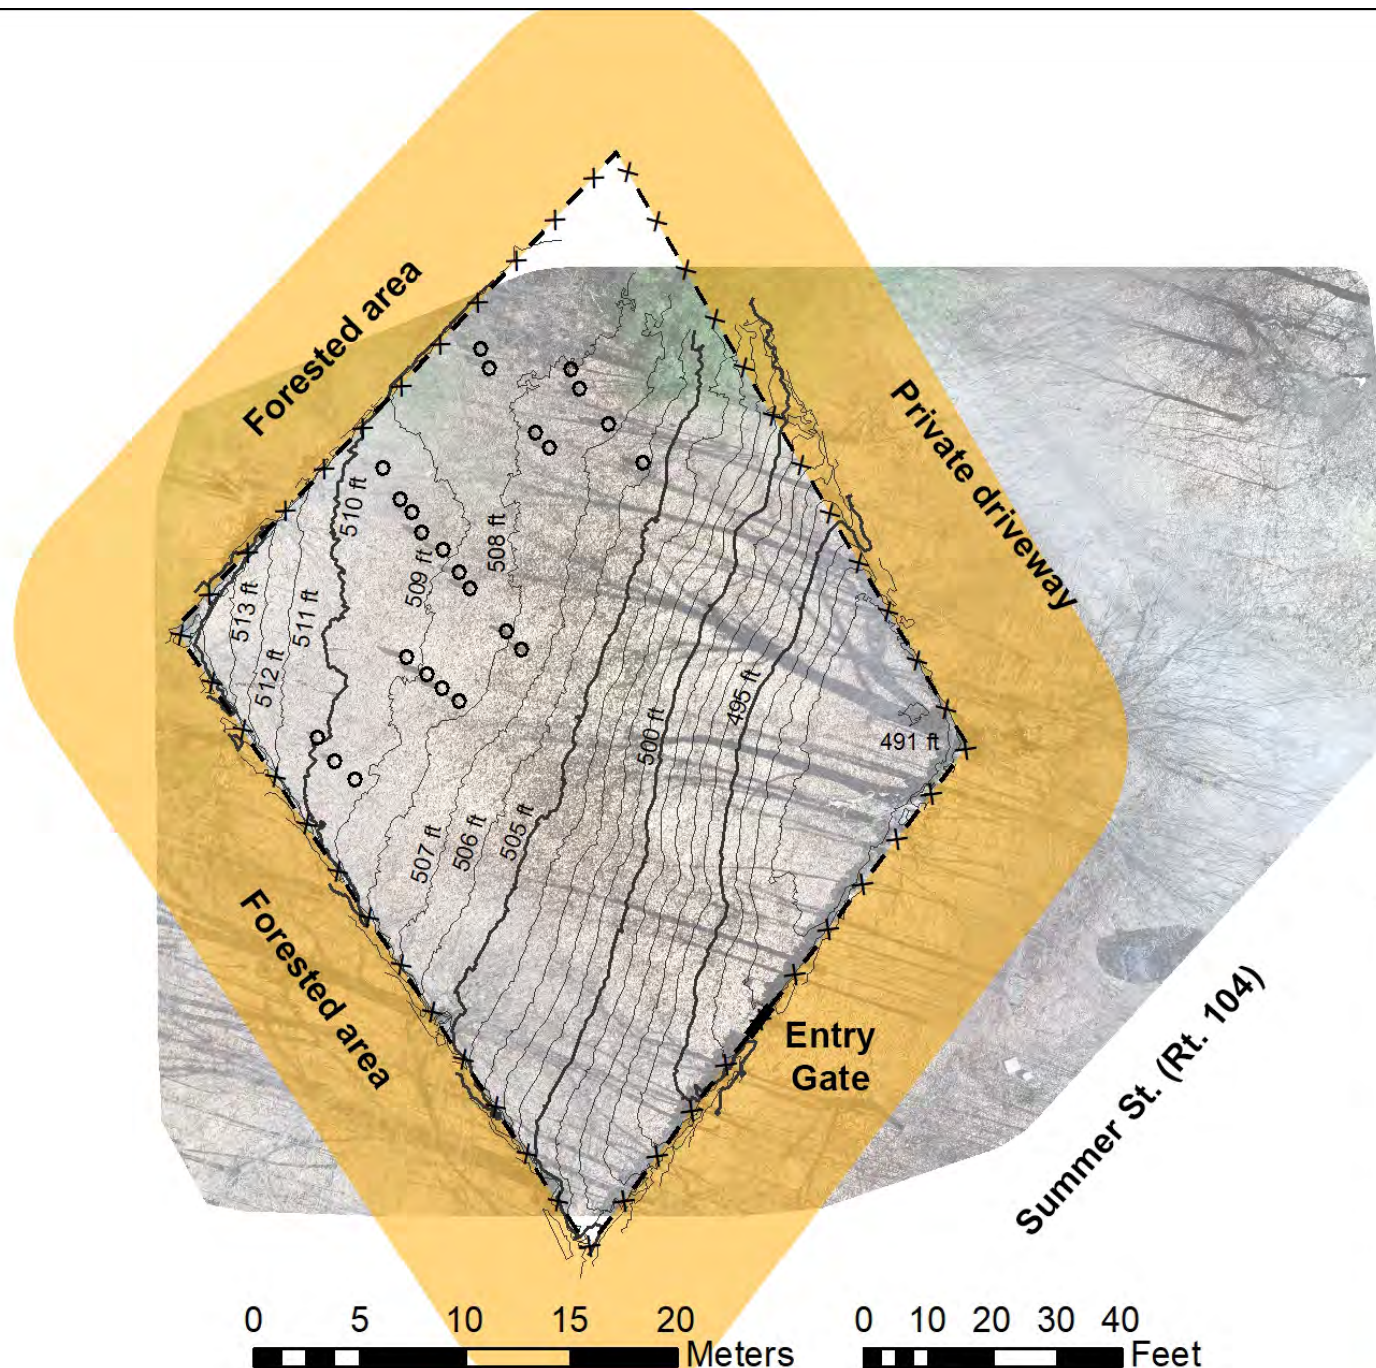 Forested area
Private driveway
510 ft
508 ft
509 ft
513 ft
511 ft
512 ft
495 ft
500 ft
491 ft
507 ft
506 ft
505 ft
Forested area
Entry
Gate
Summer St. (Rt. 104)
0 5 10 15 20
Meters
0 10 20 30 40
Feet